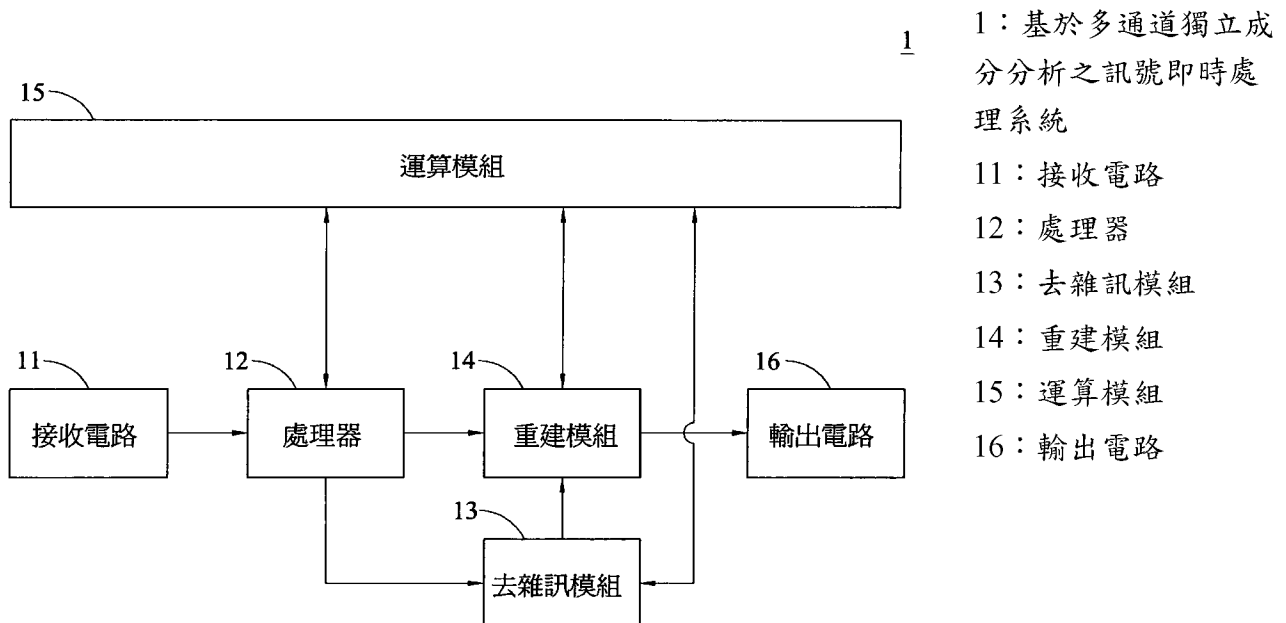 1
15
運算模組
11
12
14
16
接收電路
處理器
重建模組
輸出電路
13
去雜訊模組
1：基於多通道獨立成
分分析之訊號即時處
理系統
11：接收電路
12：處理器
13：去雜訊模組
14：重建模組
15：運算模組
16：輸出電路